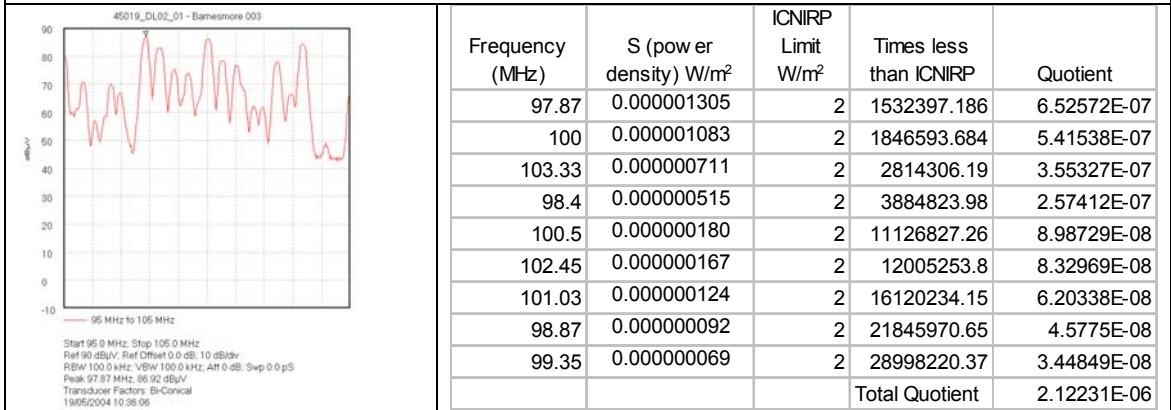 45019_DL02_01 - Barnesmore 003
90
80
70
60
50
40
30
20
10
0
-10
dBµV
95 MHz to 105 MHz
Start 95.0 MHz; Stop 105.0 MHz
Ref 90 dBµV; Ref Offset 0.0 dB; 10 dB/div
RBW 100.0 kHz; VBW 100.0 kHz; Att 0 dB; Swp 0.0 pS
Peak 97.87 MHz, 86.92 dBµV
Transducer Factors: Bi-Conical
19/05/2004 10:36:06
Frequency (MHz) S (pow er density) W/m² ICNIRP Limit W/m² Times less than ICNIRP Quotient
97.87 0.000001305 2 1532397.186 6.52572E-07
100 0.000001083 2 1846593.684 5.41538E-07
103.33 0.000000711 2 2814306.19 3.55327E-07
98.4 0.000000515 2 3884823.98 2.57412E-07
100.5 0.000000180 2 11126827.26 8.98729E-08
102.45 0.000000167 2 12005253.8 8.32969E-08
101.03 0.000000124 2 16120234.15 6.20338E-08
98.87 0.000000092 2 21845970.65 4.5775E-08
99.35 0.000000069 2 28998220.37 3.44849E-08
Total Quotient 2.12231E-06